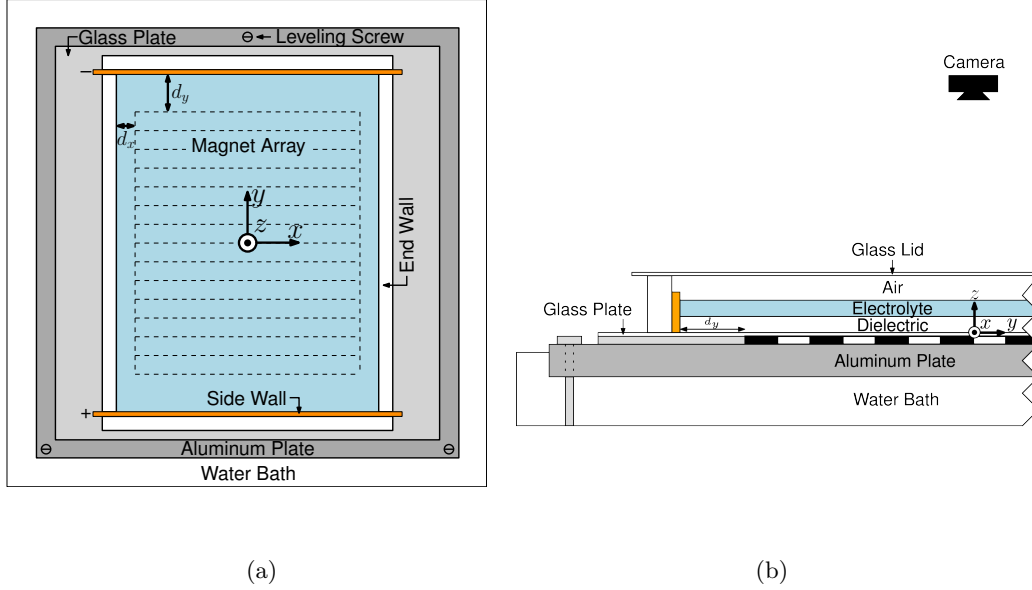 Glass Plate
Leveling Screw
−
d_y
d_x
Magnet Array
y
z
x
End Wall
Side Wall
+
Aluminum Plate
Water Bath
(a)
Camera
Glass Lid
Air
Glass Plate
Electrolyte
z
d_y
Dielectric
x
y
Aluminum Plate
Water Bath
(b)